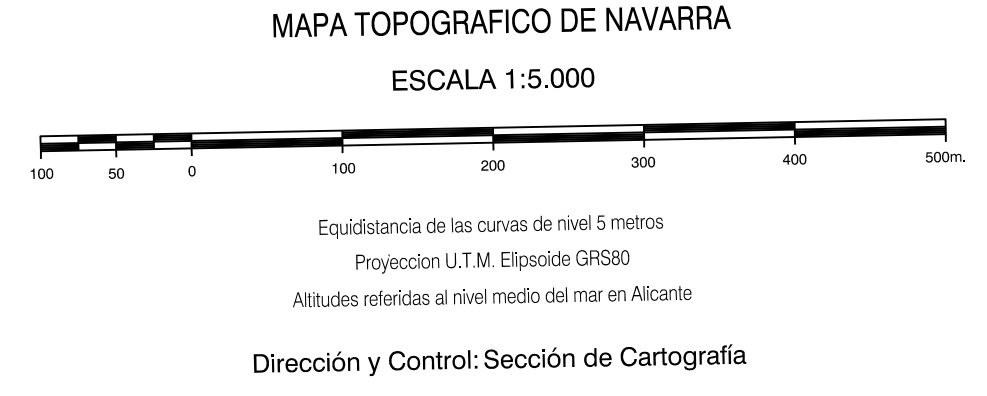 MAPA TOPOGRAFICO DE NAVARRA
ESCALA 1:5.000
100 50 0 100 200 300 400 500m.
Equidistancia de las curvas de nivel 5 metros
Proyeccion U.T.M. Elipsoide GRS80
Altitudes referidas al nivel medio del mar en Alicante
Dirección y Control: Sección de Cartografía